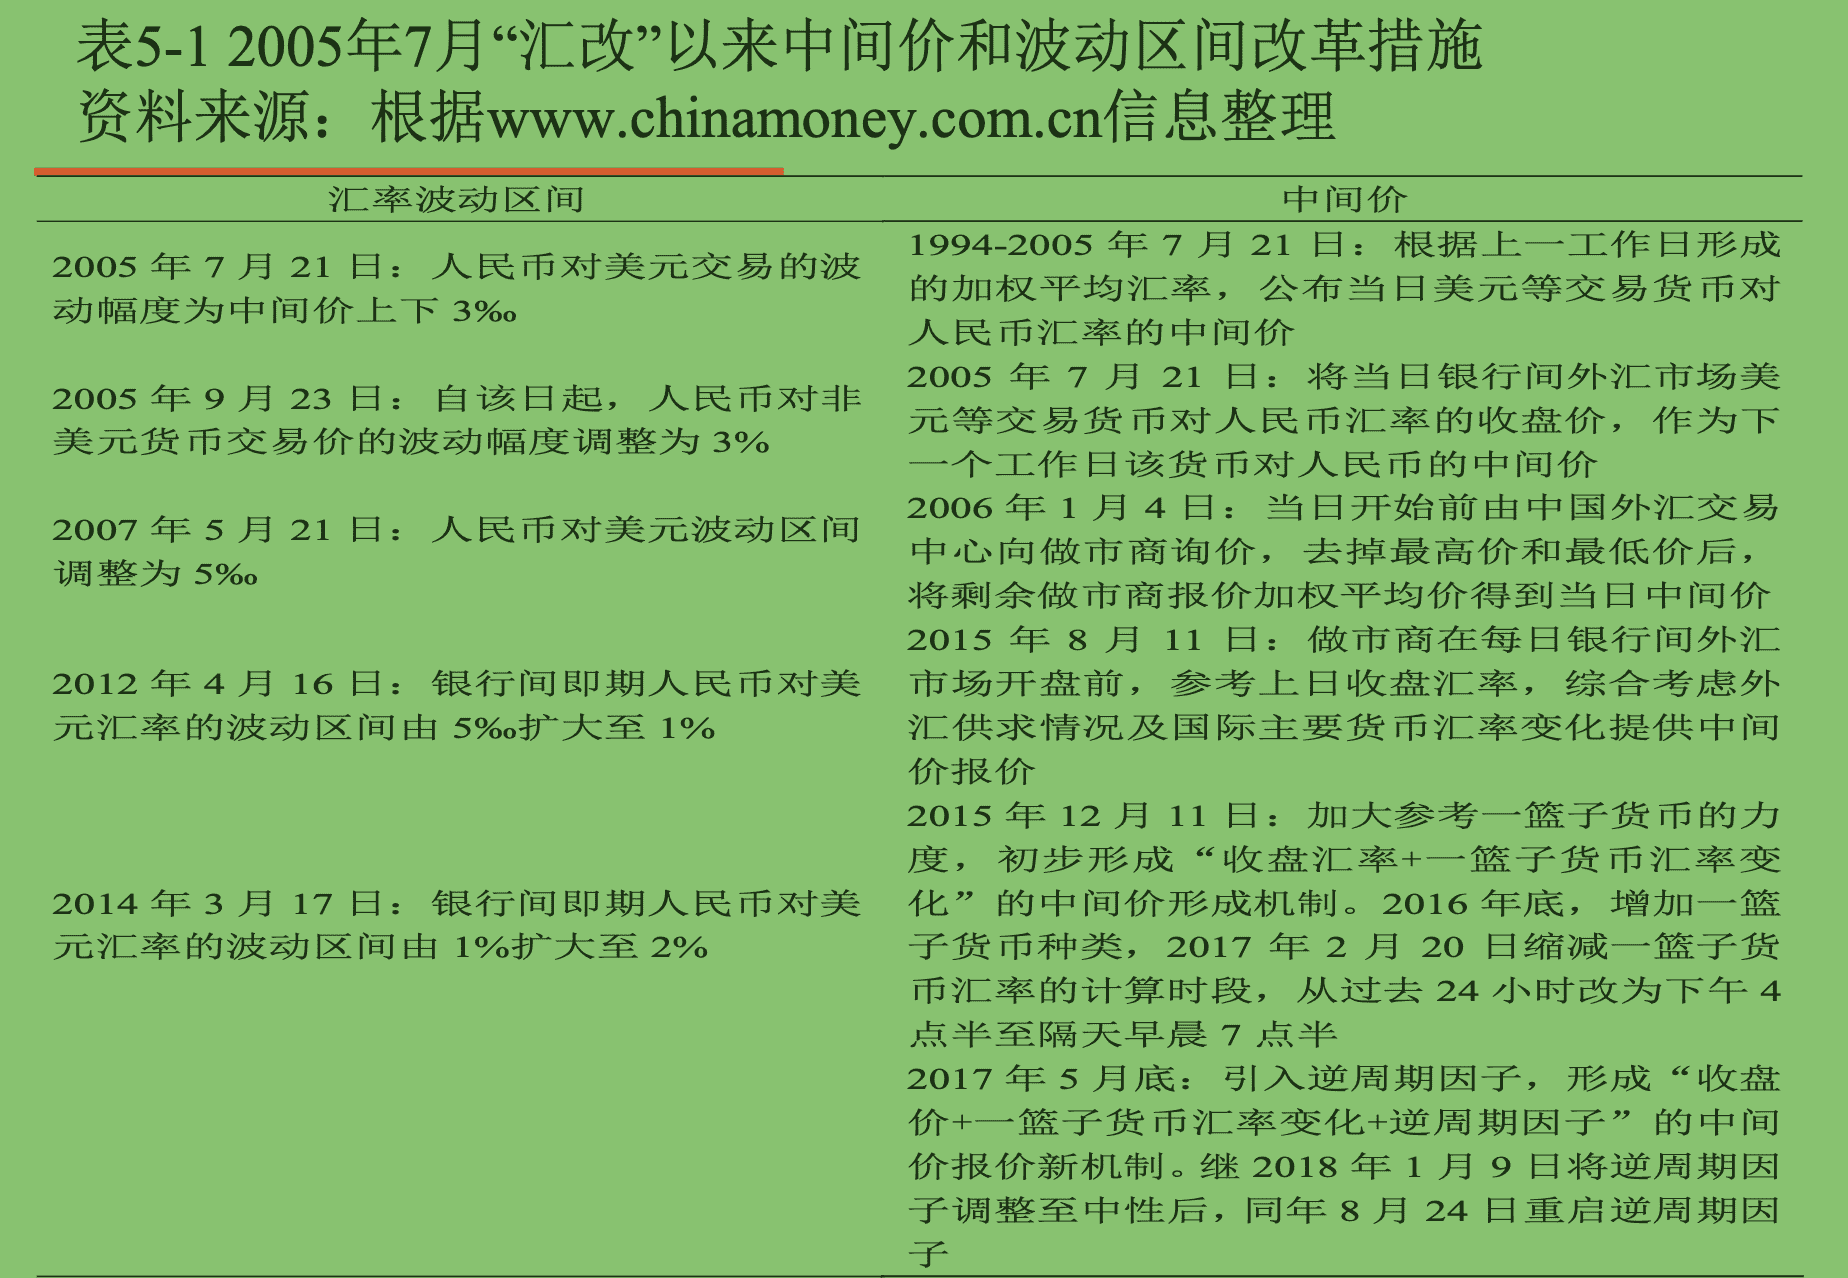 表5-1 2005年7月“汇改”以来中间价和波动区间改革措施
资料来源：根据www.chinamoney.com.cn信息整理
汇率波动区间
2005 年 7 月 21 日：人民币对美元交易的波
动幅度为中间价上下 3‰
2005 年 9 月 23 日：自该日起，人民币对非
美元货币交易价的波动幅度调整为 3%
2007 年 5 月 21 日：人民币对美元波动区间
调整为 5‰
2012 年 4 月 16 日：银行间即期人民币对美
元汇率的波动区间由 5‰扩大至 1%
2014 年 3 月 17 日：银行间即期人民币对美
元汇率的波动区间由 1%扩大至 2%
中间价
1994-2005 年 7 月 21 日：根据上一工作日形成
的加权平均汇率，公布当日美元等交易货币对
人民币汇率的中间价
2005 年 7 月 21 日：将当日银行间外汇市场美
元等交易货币对人民币汇率的收盘价，作为下
一个工作日该货币对人民币的中间价
2006 年 1 月 4 日：当日开始前由中国外汇交易
中心向做市商询价，去掉最高价和最低价后，
将剩余做市商报价加权平均价得到当日中间价
2015 年 8 月 11 日：做市商在每日银行间外汇
市场开盘前，参考上日收盘汇率，综合考虑外
汇供求情况及国际主要货币汇率变化提供中间
价报价
2015 年 12 月 11 日：加大参考一篮子货币的力
度，初步形成“收盘汇率+一篮子货币汇率变
化”的中间价形成机制。2016 年底，增加一篮
子货币种类，2017 年 2 月 20 日缩减一篮子货
币汇率的计算时段，从过去 24 小时改为下午 4
点半至隔天早晨 7 点半
2017 年 5 月底：引入逆周期因子，形成“收盘
价+一篮子货币汇率变化+逆周期因子”的中间
价报价新机制。继 2018 年 1 月 9 日将逆周期因
子调整至中性后，同年 8 月 24 日重启逆周期因
子